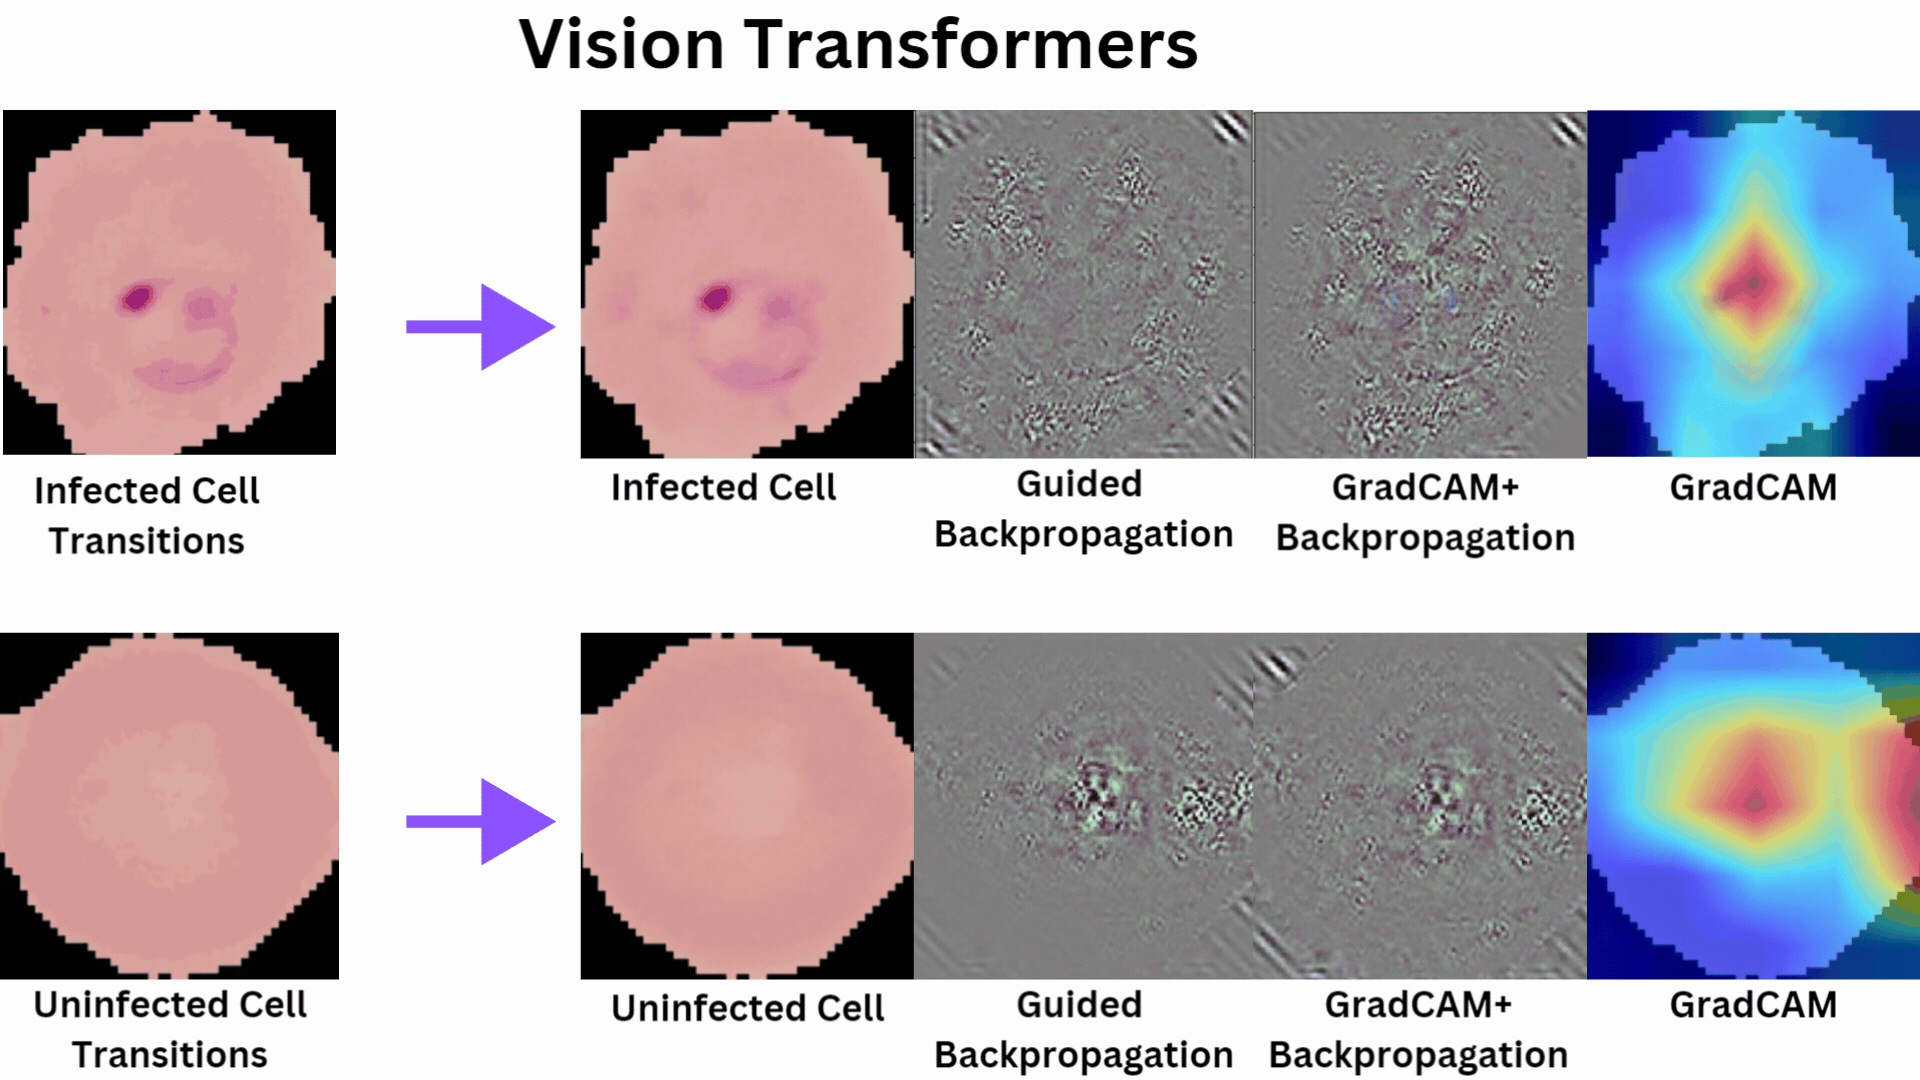 Vision Transformers
Infected Cell
Transitions
Infected Cell
Guided
Backpropagation
GradCAM+
Backpropagation
GradCAM
Uninfected Cell
Transitions
Uninfected Cell
Guided
Backpropagation
GradCAM+
Backpropagation
GradCAM